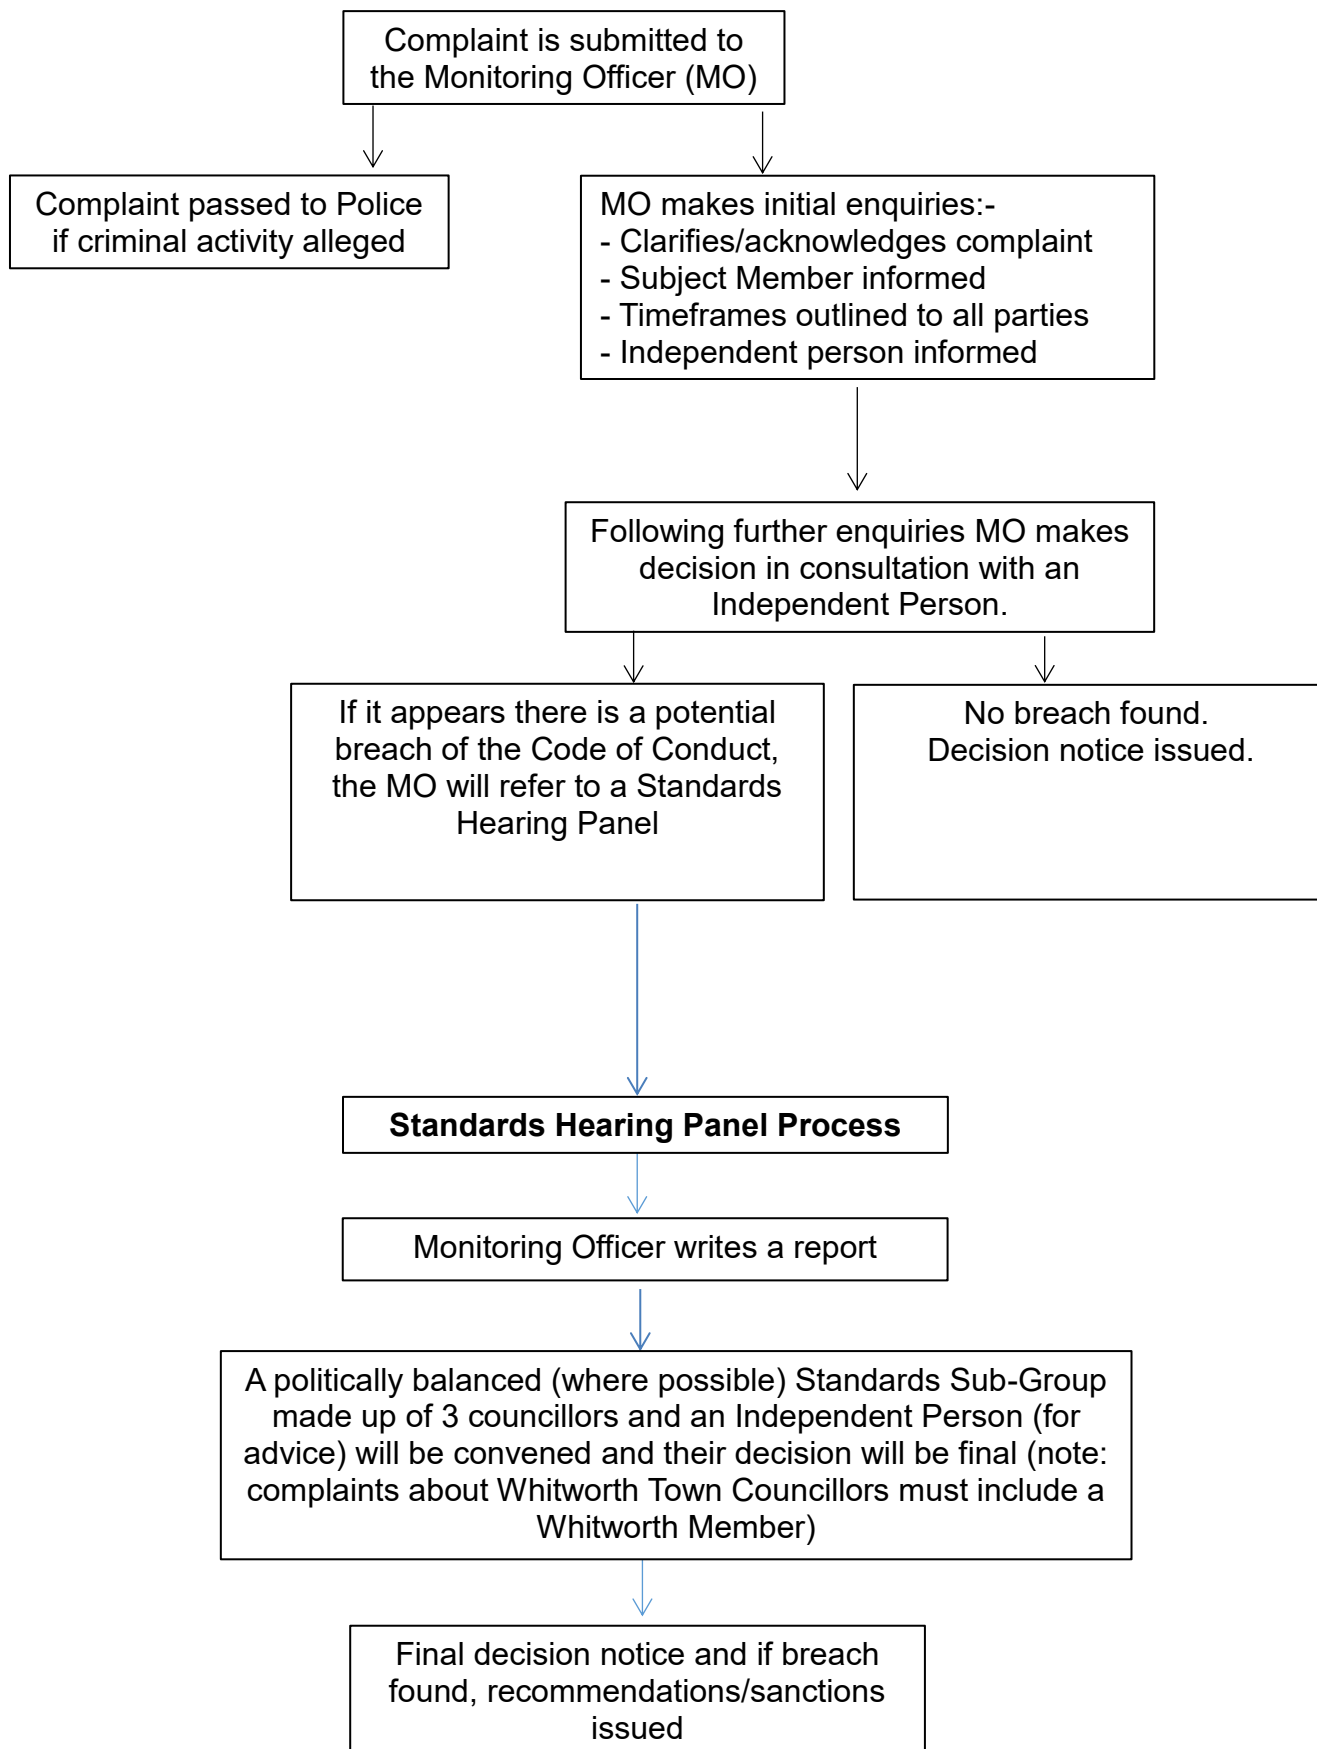 Complaint is submitted to
the Monitoring Officer (MO)
Complaint passed to Police
if criminal activity alleged
MO makes initial enquiries:-
- Clarifies/acknowledges complaint
- Subject Member informed
- Timeframes outlined to all parties
- Independent person informed
Following further enquiries MO makes
decision in consultation with an
Independent Person.
If it appears there is a potential
breach of the Code of Conduct,
the MO will refer to a Standards
Hearing Panel
No breach found.
Decision notice issued.
Standards Hearing Panel Process
Monitoring Officer writes a report
A politically balanced (where possible) Standards Sub-Group
made up of 3 councillors and an Independent Person (for
advice) will be convened and their decision will be final (note:
complaints about Whitworth Town Councillors must include a
Whitworth Member)
Final decision notice and if breach
found, recommendations/sanctions
issued